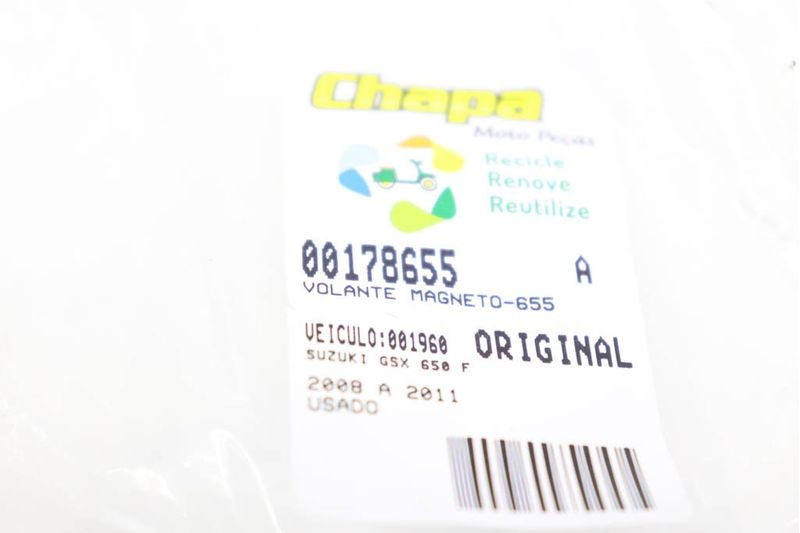 Chapa
Moto Peças
Recicle
Renove
Reutilize
00178655 A
VOLANTE MAGNETO-655
VEICULO:001960 ORIGINAL
SUZUKI GSX 650 F
2008 A 2011
USADO